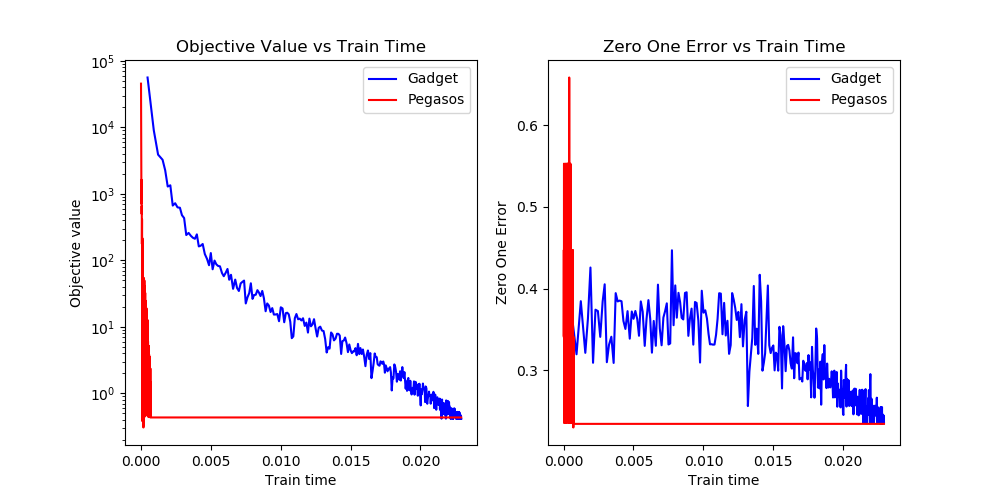 Objective Value vs Train Time
Objective value
10^5
10^4
10^3
10^2
10^1
10^0
Gadget
Pegasos
0.000 0.005 0.010 0.015 0.020
Train time
Zero One Error vs Train Time
Zero One Error
0.6
0.5
0.4
0.3
Gadget
Pegasos
0.000 0.005 0.010 0.015 0.020
Train time